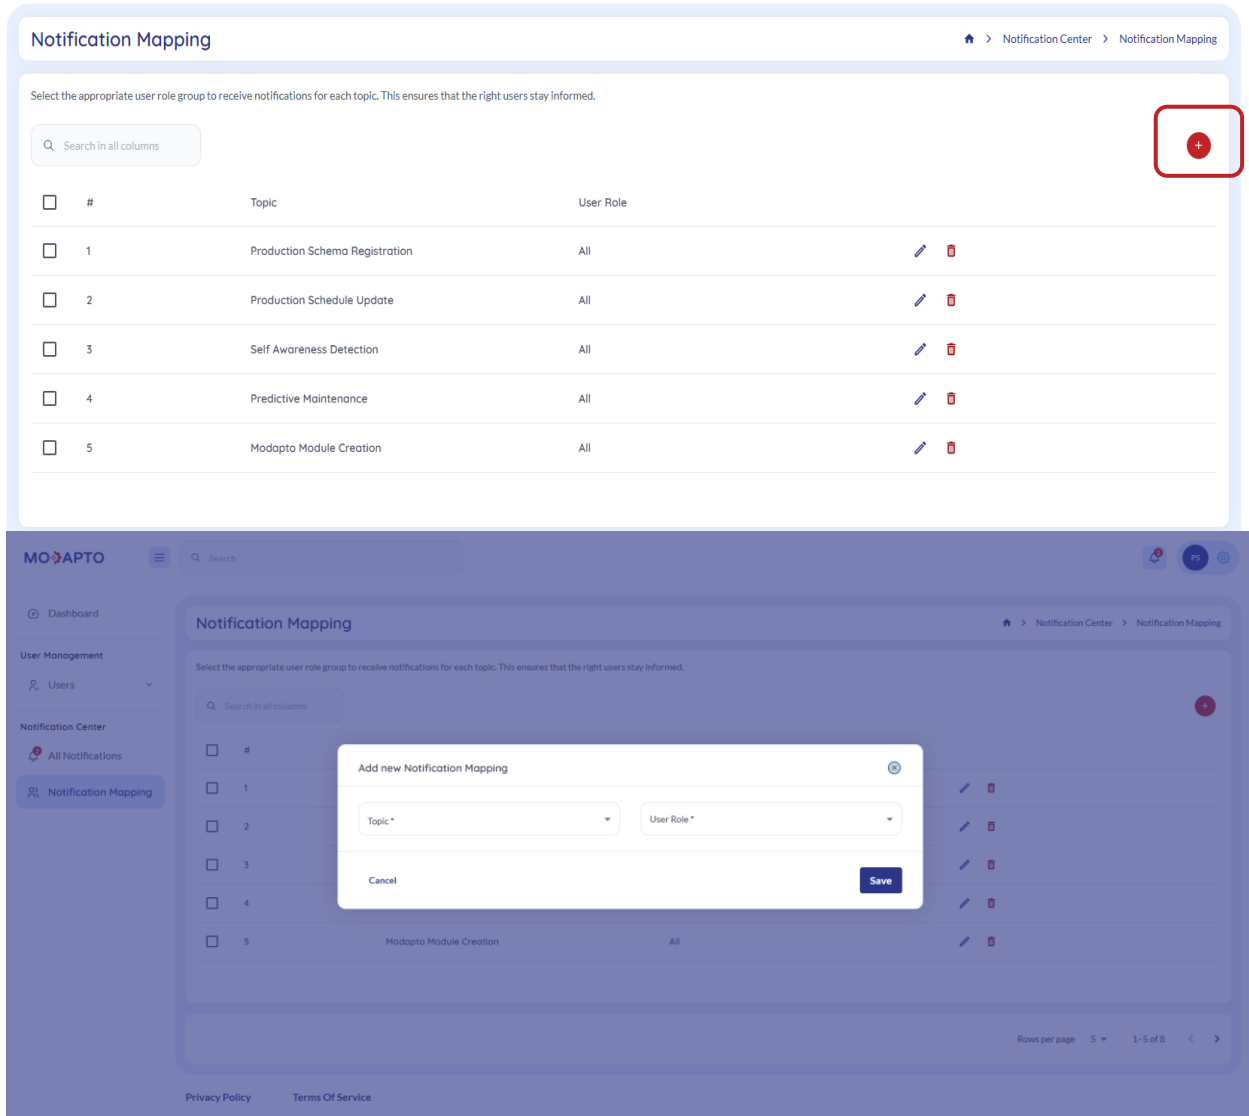 Notification Mapping
Notification Center > Notification Mapping
Select the appropriate user role group to receive notifications for each topic. This ensures that the right users stay informed.
Search in all columns
+
# Topic User Role
1 Production Schema Registration All
2 Production Schedule Update All
3 Self Awareness Detection All
4 Predictive Maintenance All
5 Modapto Module Creation All
MODAPTO
Search
PS
Dashboard
User Management
Users
Notification Center
All Notifications
Notification Mapping
Notification Mapping
Notification Center > Notification Mapping
Select the appropriate user role group to receive notifications for each topic. This ensures that the right users stay informed.
Search in all columns
+
#
1
2
3
4
5 Modapto Module Creation All
Add new Notification Mapping
Topic * User Role *
Cancel Save
Rows per page 5 1-5 of 8 < >
Privacy Policy Terms Of Service